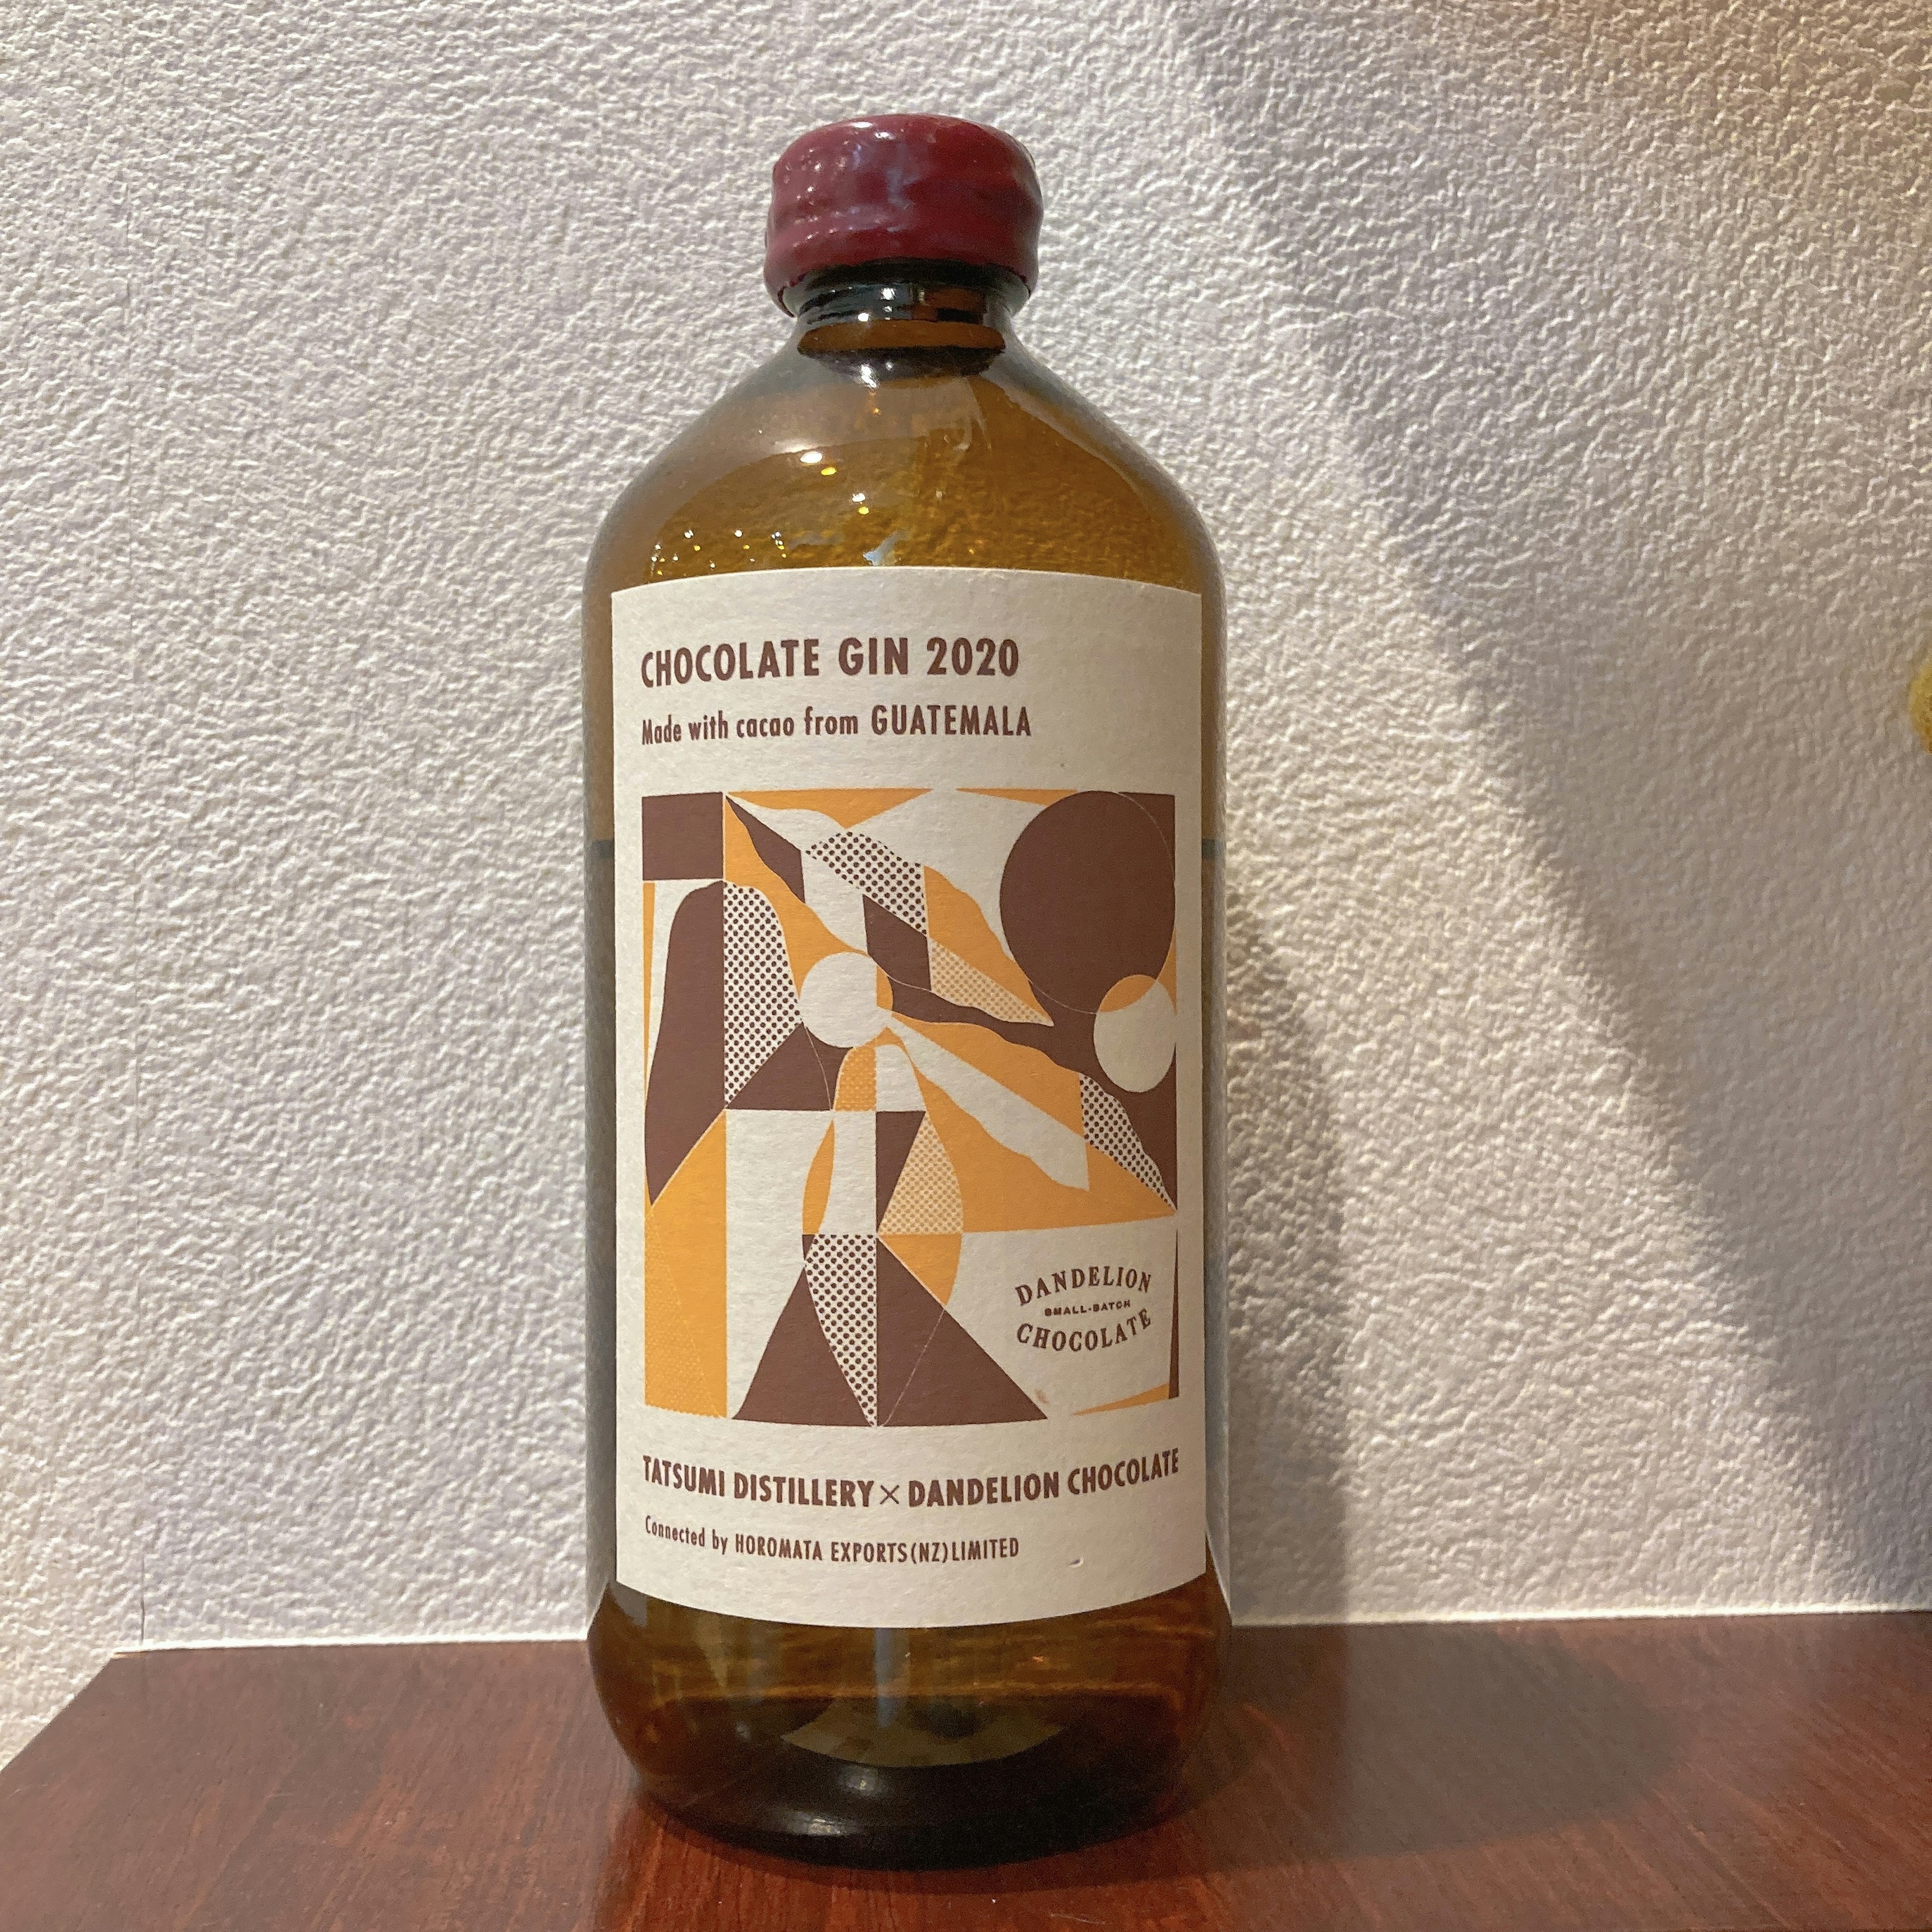 CHOCOLATE GIN 2020
Made with cacao from GUATEMALA
DANDELION
SMALL-BATCH
CHOCOLATE
TATSUMI DISTILLERY×DANDELION CHOCOLATE
Connected by HOROMATA EXPORTS(NZ)LIMITED